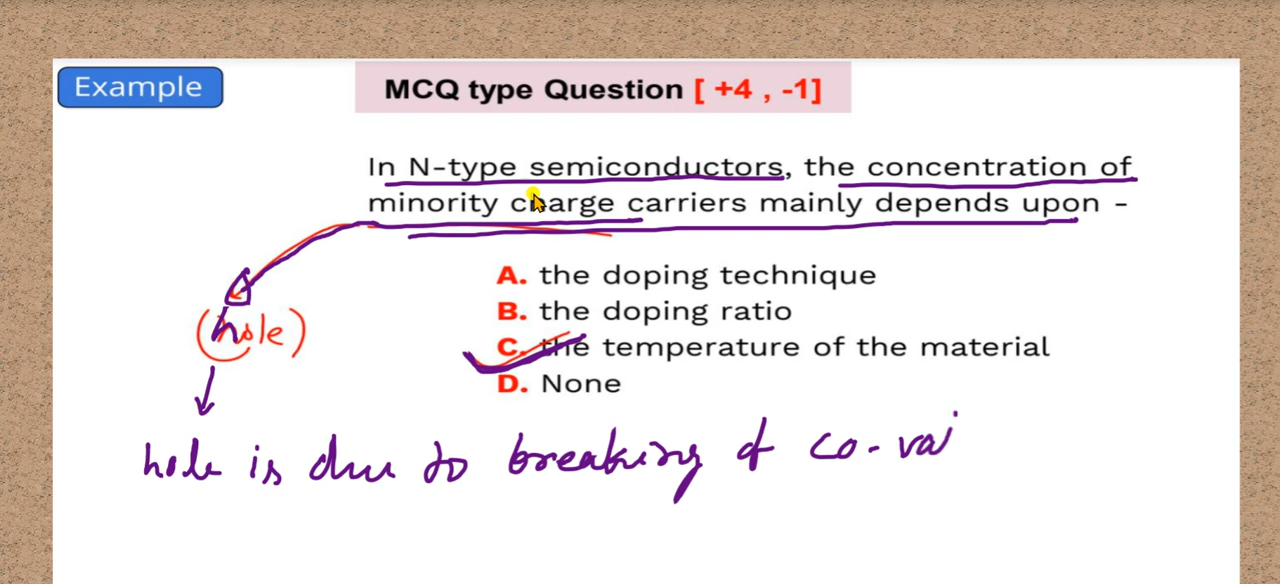 Example
MCQ type Question [ +4 , -1]
In N-type semiconductors, the concentration of
minority charge carriers mainly depends upon -
A. the doping technique
B. the doping ratio
(hole)
C. the temperature of the material
D. None
hole is due to breaking of co-val